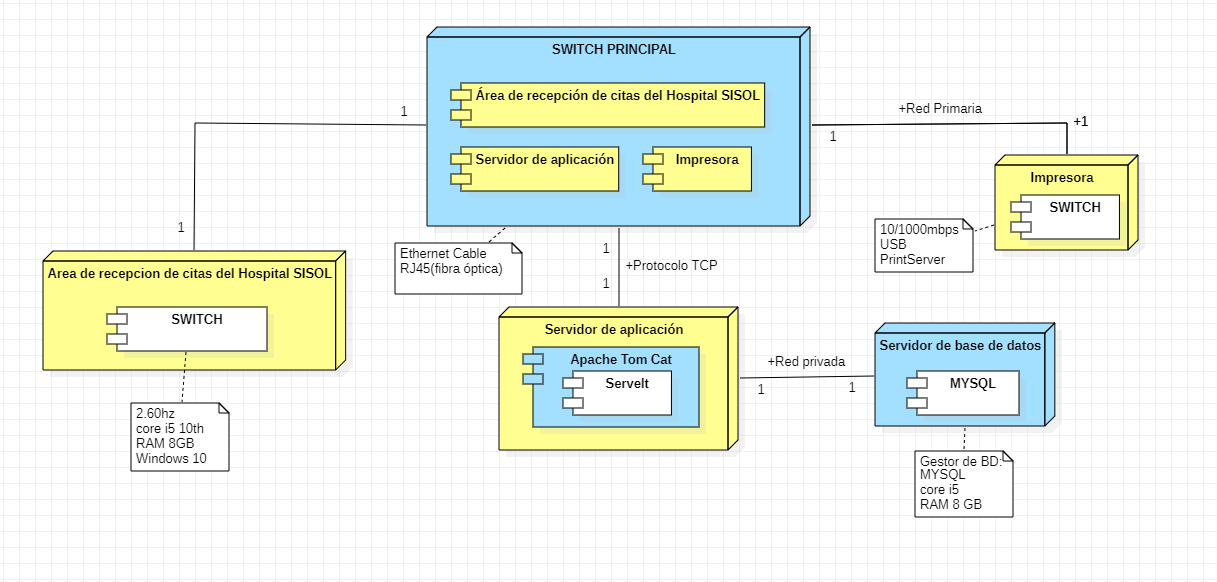 SWITCH PRINCIPAL
Área de recepción de citas del Hospital SISOL
Servidor de aplicación
Impresora
1
1
+Red Primaria
1
+1
Impresora
SWITCH
10/1000mbps
USB
PrintServer
Ethernet Cable
RJ45(fibra óptica)
1
+Protocolo TCP
1
Area de recepcion de citas del Hospital SISOL
SWITCH
2.60hz
core i5 10th
RAM 8GB
Windows 10
Servidor de aplicación
Apache Tom Cat
Servelt
+Red privada
1
1
Servidor de base de datos
MYSQL
Gestor de BD:
MYSQL
core i5
RAM 8 GB